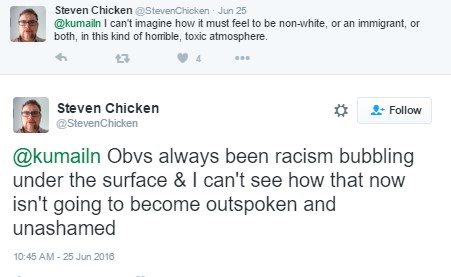 Steven Chicken @StevenChicken · Jun 25
@kumailn I can't imagine how it must feel to be non-white, or an immigrant, or
both, in this kind of horrible, toxic atmosphere.
4
Steven Chicken
@StevenChicken
Follow
@kumailn Obvs always been racism bubbling
under the surface & I can't see how that now
isn't going to become outspoken and
unashamed
10:45 AM - 25 Jun 2016